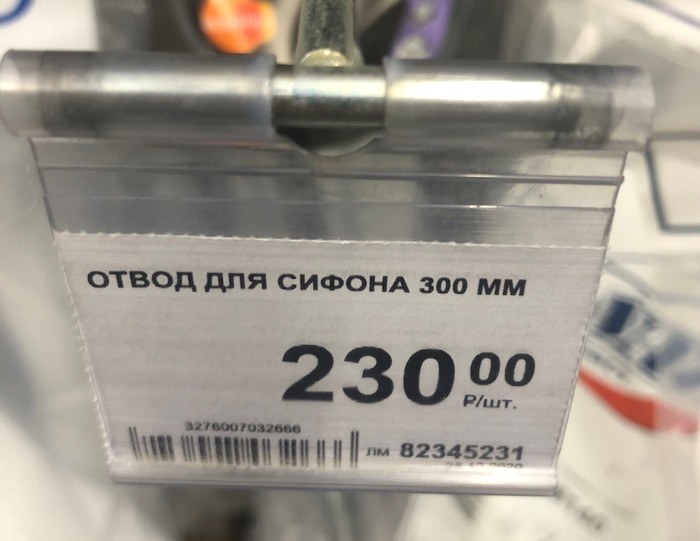 ОТВОД ДЛЯ СИФОНА 300 ММ
230 00
₽/шт.
3276007032666
ЛМ 82345231